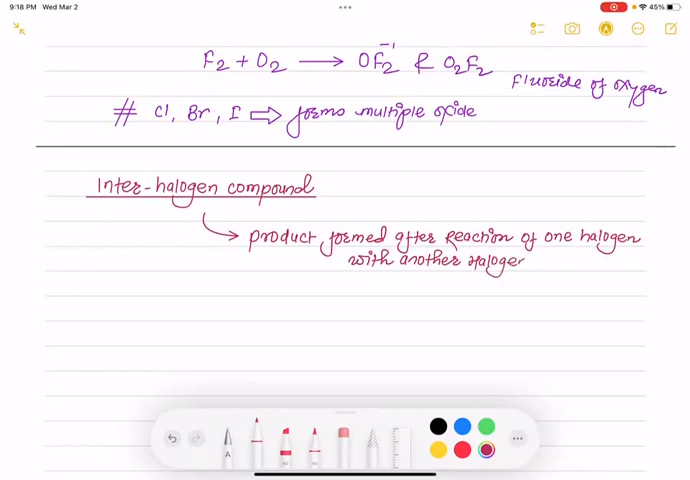 9:18 PM Wed Mar 2
45%
F₂ + O₂ ⟶ OF₂⁻¹ & O₂F₂
Fluoride of oxygen
# Cl, Br, I ⇨ forms multiple oxide
Inter-halogen compound
product formed after Reaction of one halogen
with another Haloger
A